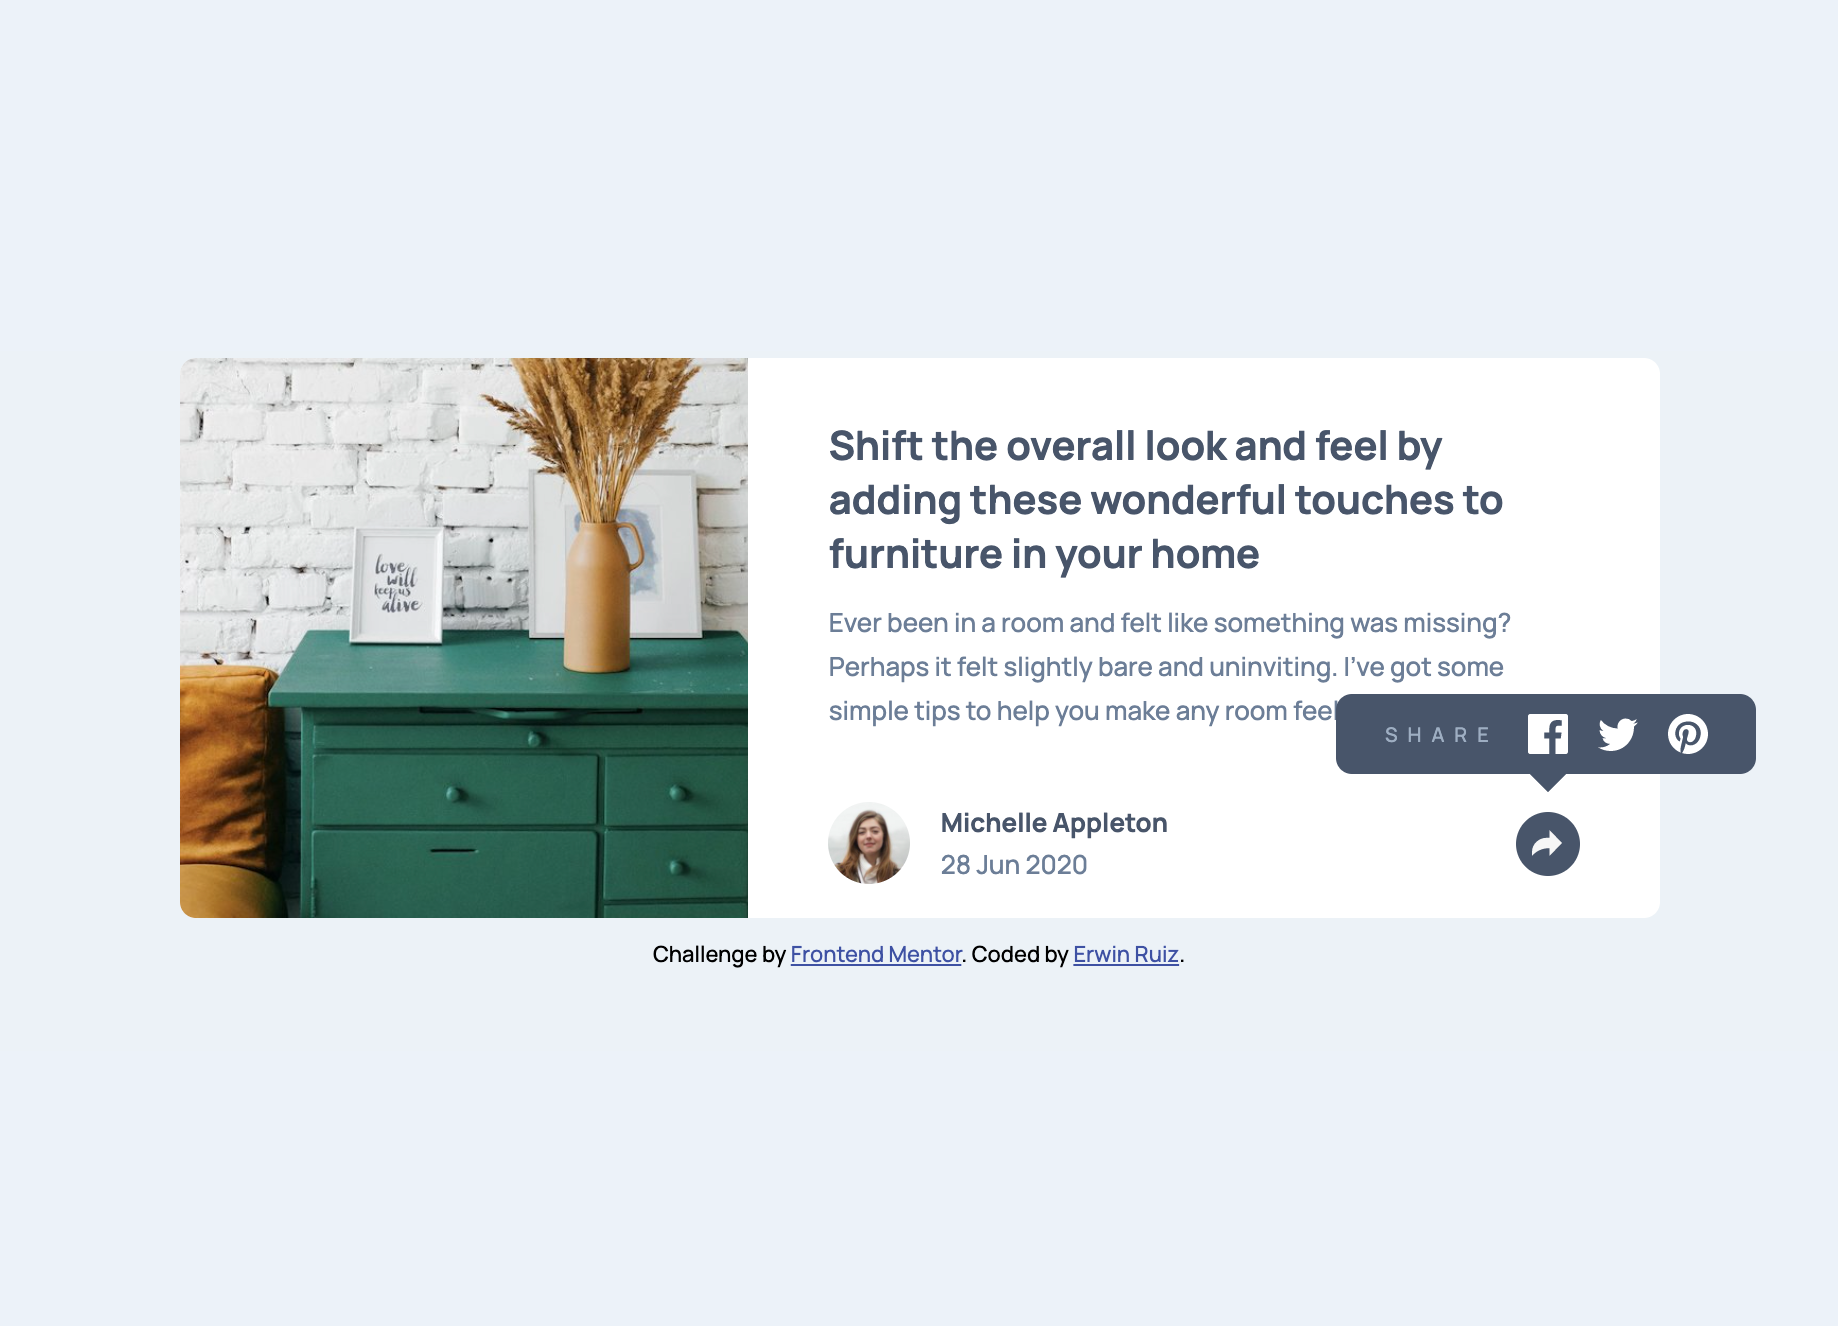 love
will
keep us
alive
Shift the overall look and feel by
adding these wonderful touches to
furniture in your home
Ever been in a room and felt like something was missing?
Perhaps it felt slightly bare and uninviting. I've got some
simple tips to help you make any room feel
SHARE
Michelle Appleton
28 Jun 2020
Challenge by Frontend Mentor. Coded by Erwin Ruiz.